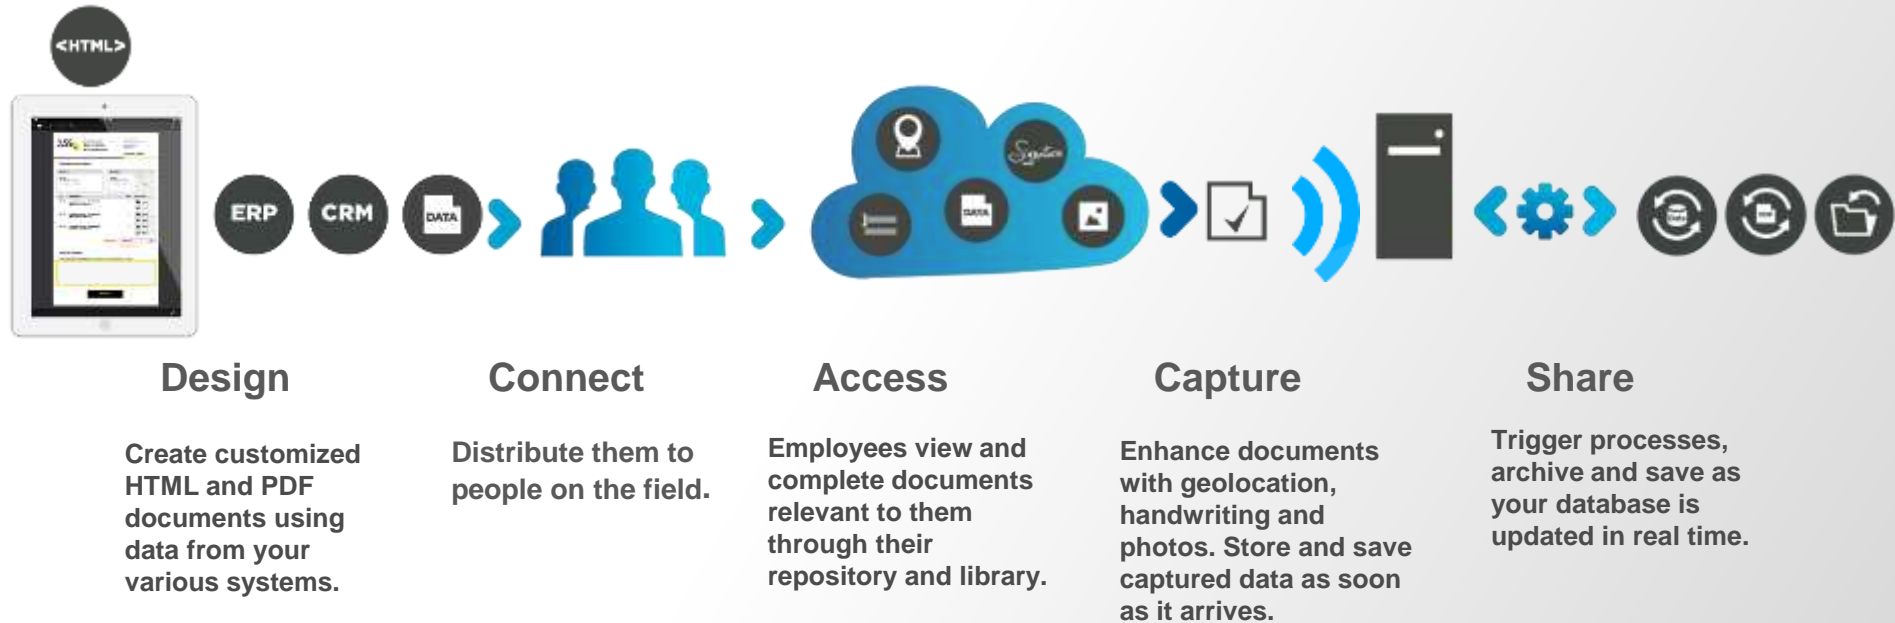 <HTML>
ERP
CRM
DATA
Signature
DATA
Data
Design
Create customized
HTML and PDF
documents using
data from your
various systems.
Connect
Distribute them to
people on the field.
Access
Employees view and
complete documents
relevant to them
through their
repository and library.
Capture
Enhance documents
with geolocation,
handwriting and
photos. Store and save
captured data as soon
as it arrives.
Share
Trigger processes,
archive and save as
your database is
updated in real time.